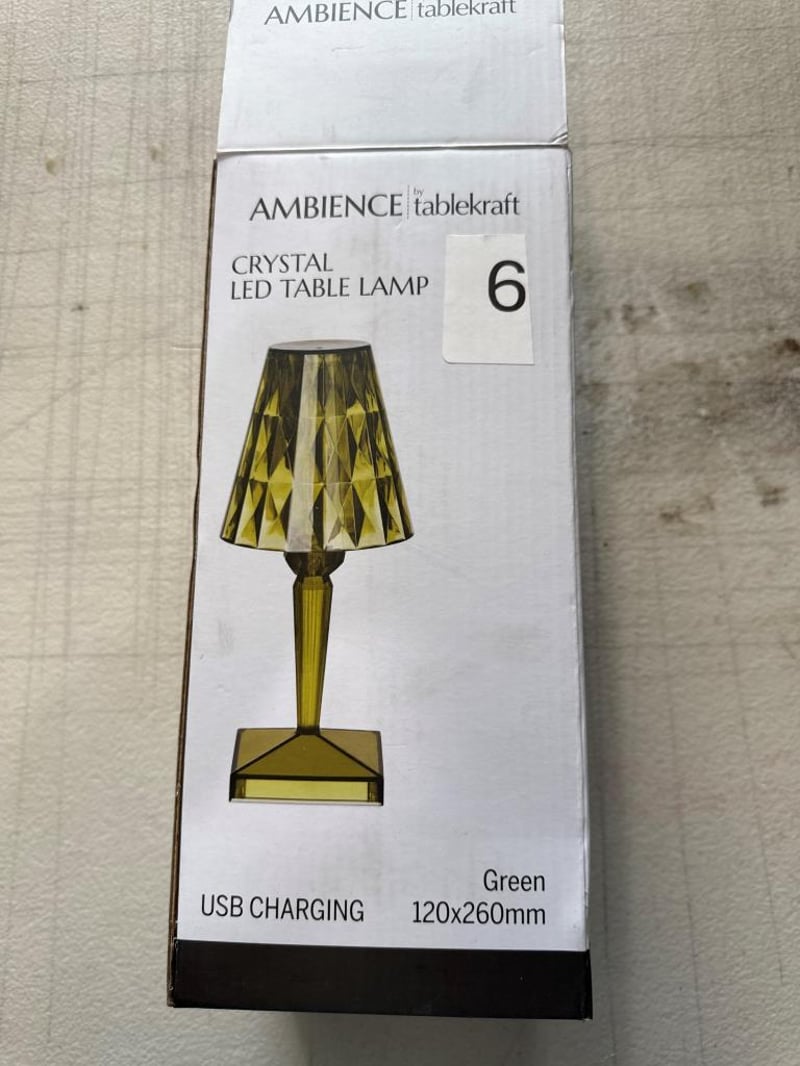 AMBIENCE tablekraft
AMBIENCE by tablekraft
CRYSTAL
LED TABLE LAMP
6
Green
USB CHARGING 120x260mm